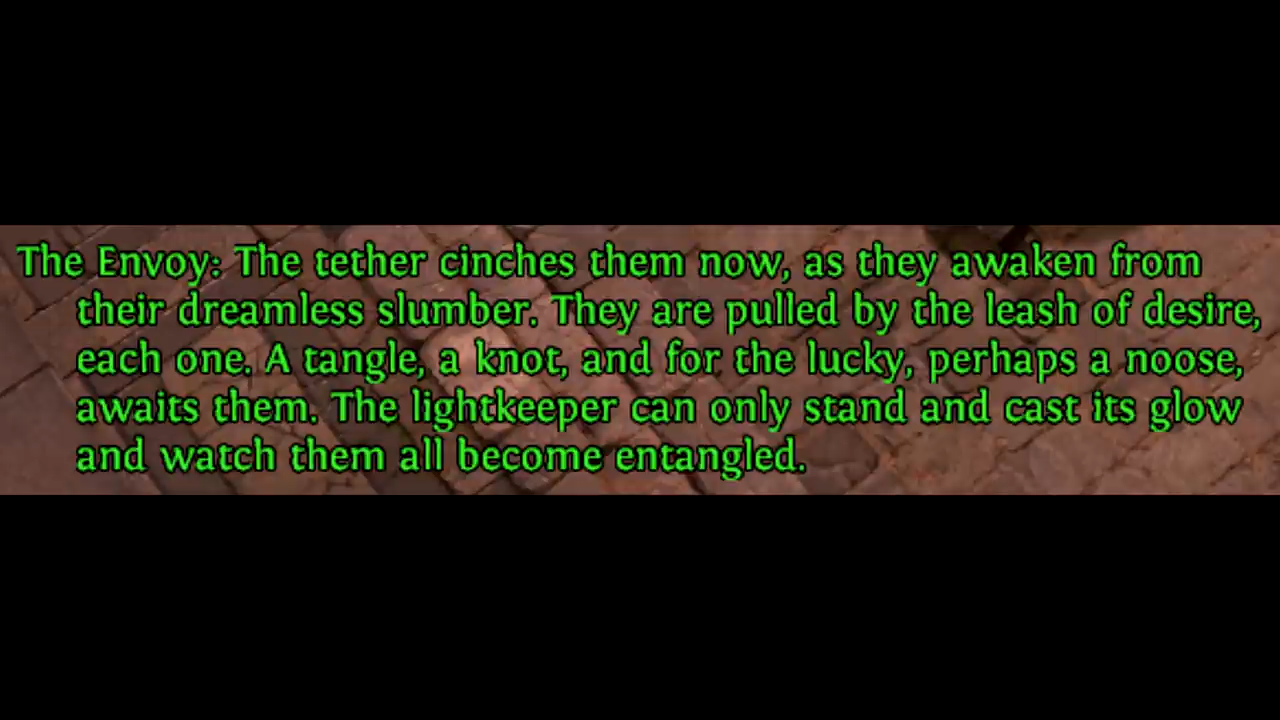 The Envoy: The tether cinches them now, as they awaken from
their dreamless slumber. They are pulled by the leash of desire,
each one. A tangle, a knot, and for the lucky, perhaps a noose,
awaits them. The lightkeeper can only stand and cast its glow
and watch them all become entangled.